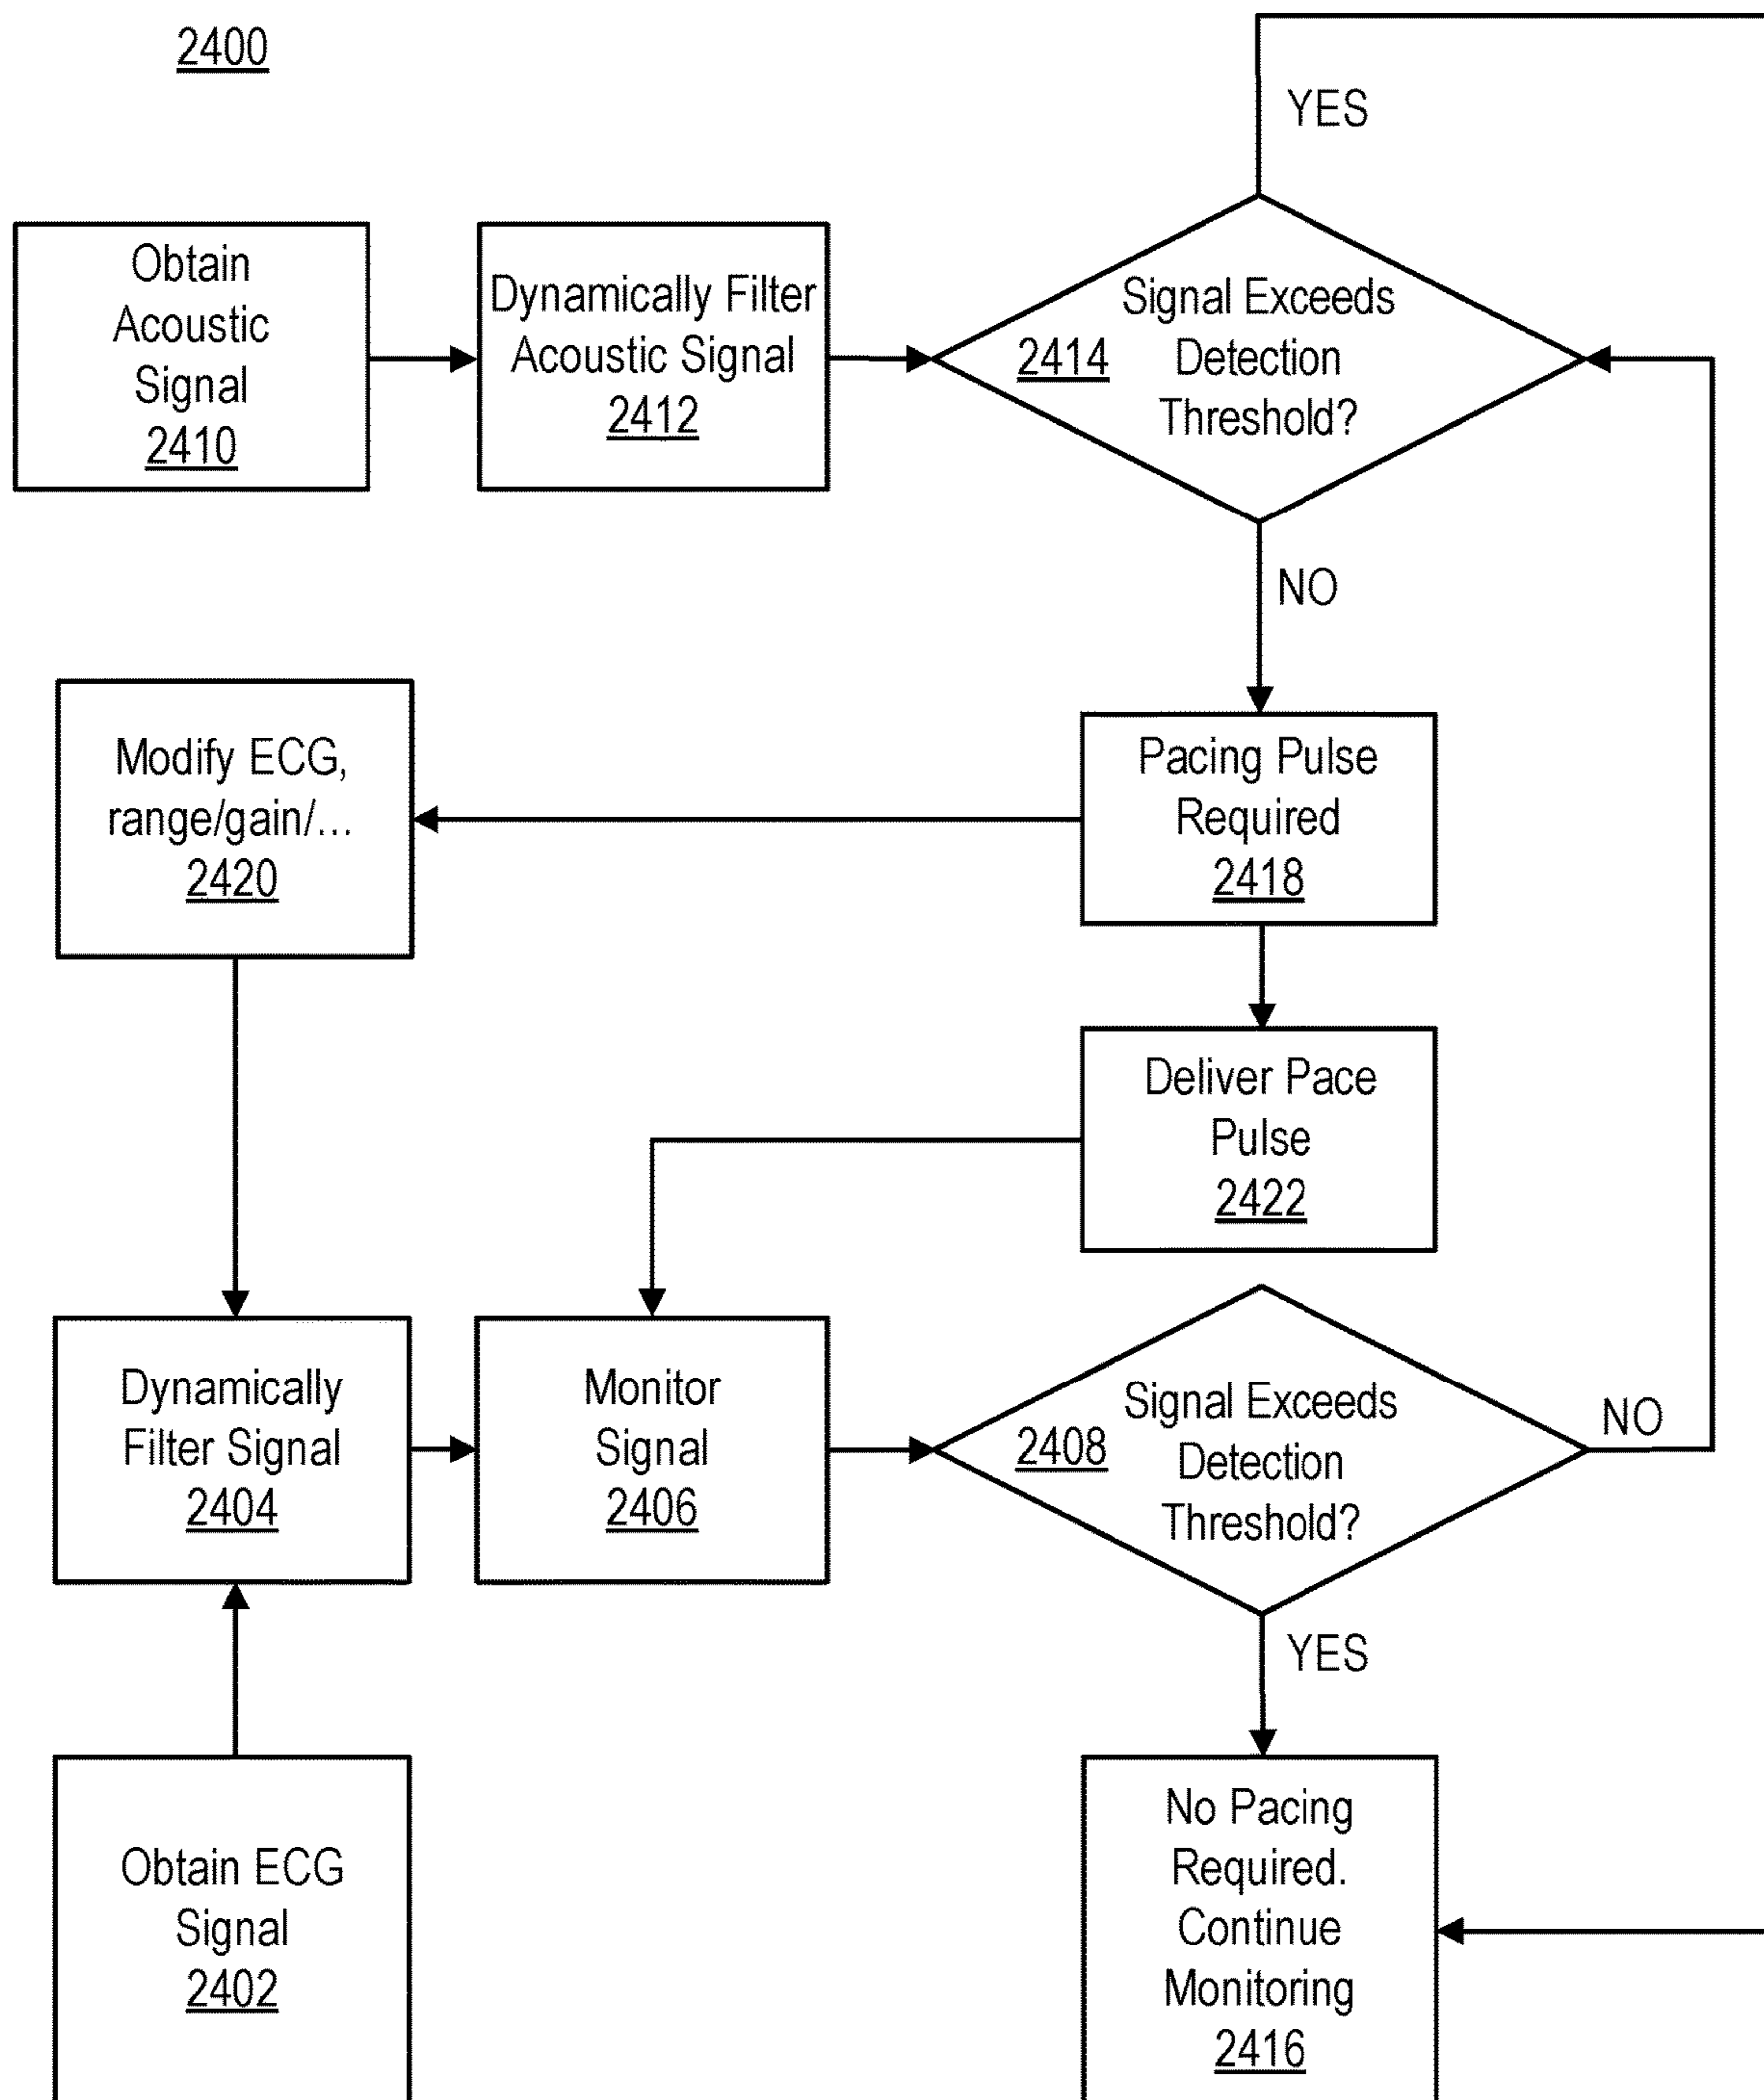 2400
YES
Obtain
Acoustic
Signal
2410
Dynamically Filter
Acoustic Signal
2412
Signal Exceeds
2414
Detection
Threshold?
NO
Modify ECG,
range/gain/...
2420
Pacing Pulse
Required
2418
Deliver Pace
Pulse
2422
Dynamically
Filter Signal
2404
Monitor
Signal
2406
Signal Exceeds
2408
Detection
Threshold?
NO
YES
Obtain ECG
Signal
2402
No Pacing
Required.
Continue
Monitoring
2416